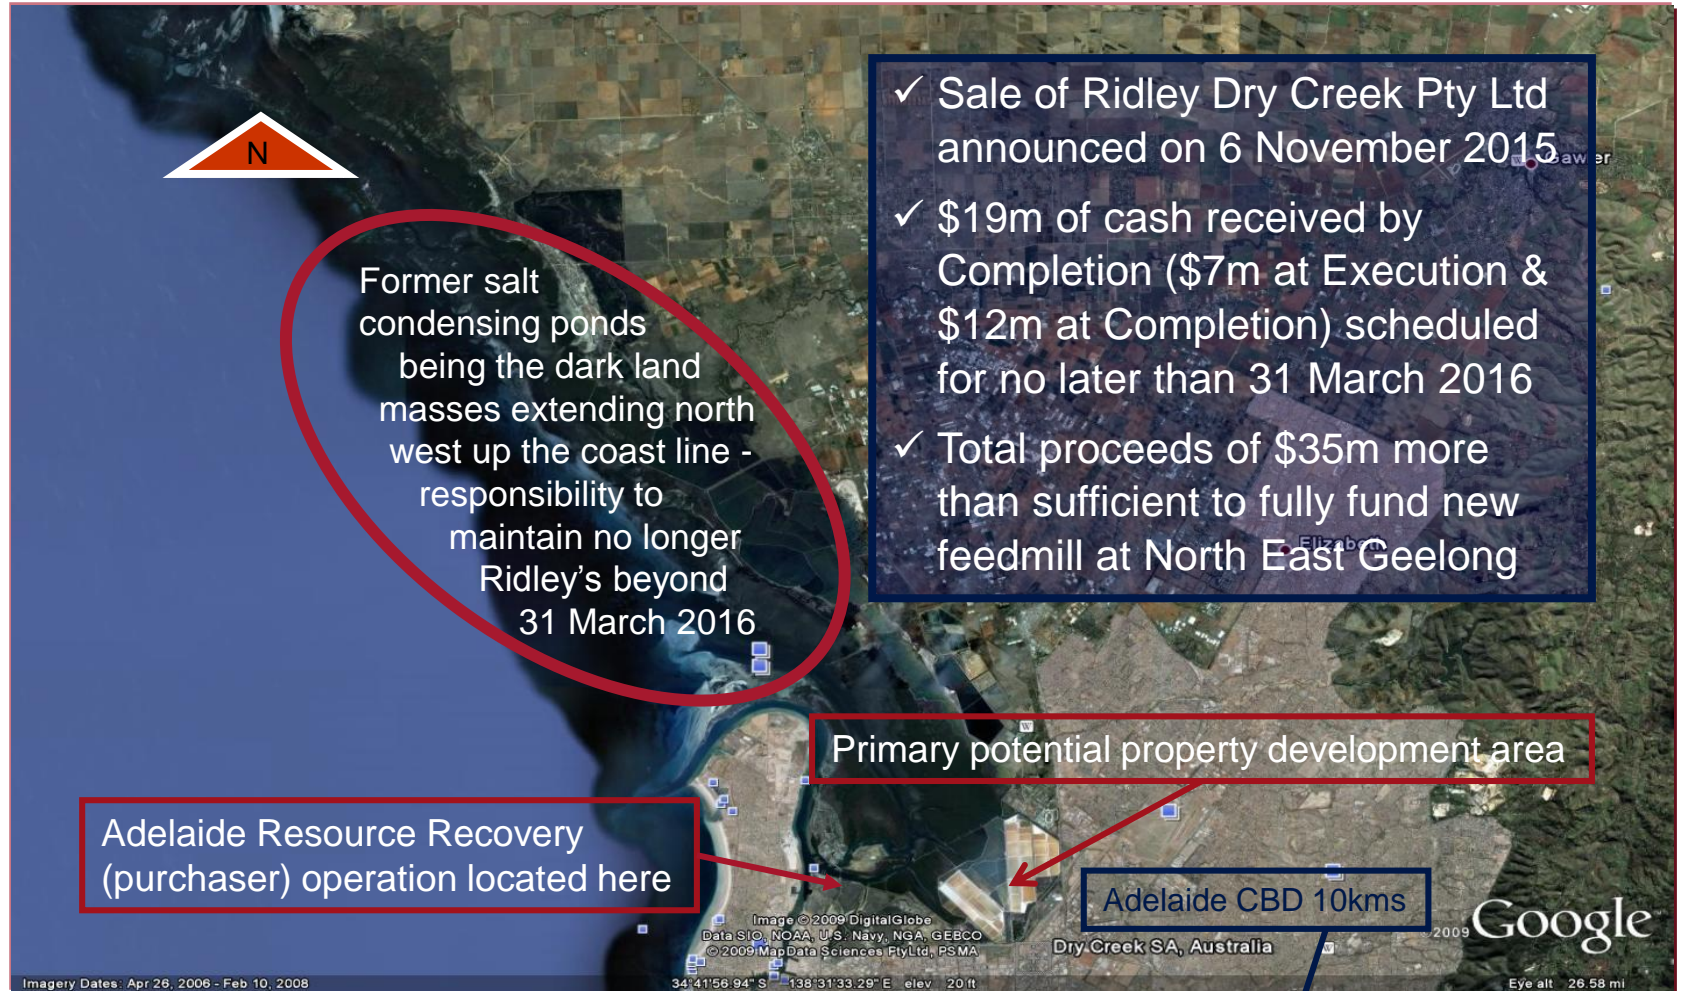 N
✓ Sale of Ridley Dry Creek Pty Ltd
announced on 6 November 2015
✓ $19m of cash received by
Completion ($7m at Execution &
$12m at Completion) scheduled
for no later than 31 March 2016
✓ Total proceeds of $35m more
than sufficient to fully fund new
feedmill at North East Geelong
Gawler
Elizabeth
Former salt
condensing ponds
being the dark land
masses extending north
west up the coast line -
responsibility to
maintain no longer
Ridley's beyond
31 March 2016
W
Primary potential property development area
Adelaide Resource Recovery
(purchaser) operation located here
Adelaide CBD 10kms
Image © 2009 DigitalGlobe
Data SIO, NOAA, U.S. Navy, NGA, GEBCO
© 2009 MapData Sciences PtyLtd, PSMA
Dry Creek SA, Australia
W
©2009 Google
Imagery Dates: Apr 26, 2006 - Feb 10, 2008
34°41'56.94" S 138°31'33.29" E elev 20 ft
Eye alt 26.58 mi